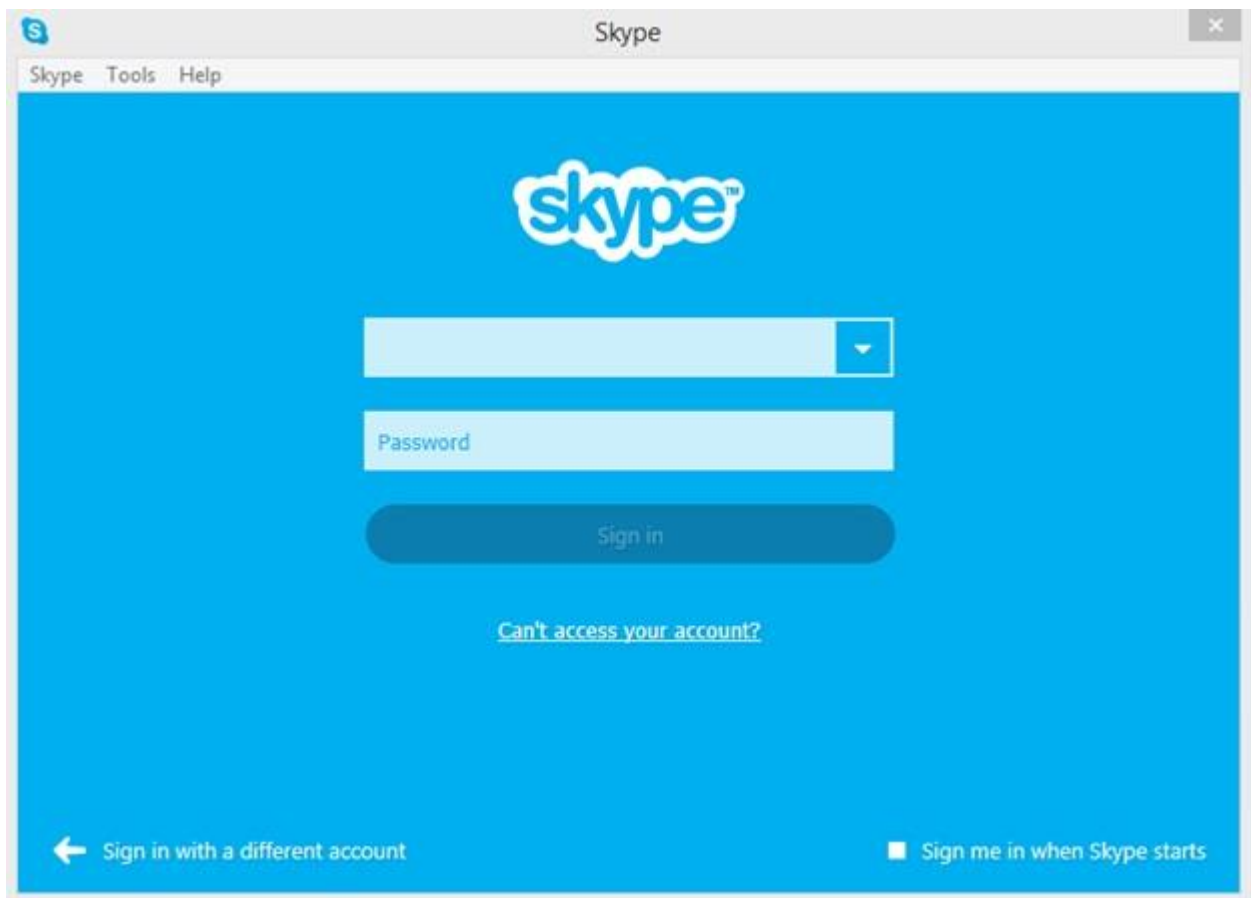 Skype
Skype Tools Help
skype™
Password
Sign in
Can't access your account?
Sign in with a different account
Sign me in when Skype starts